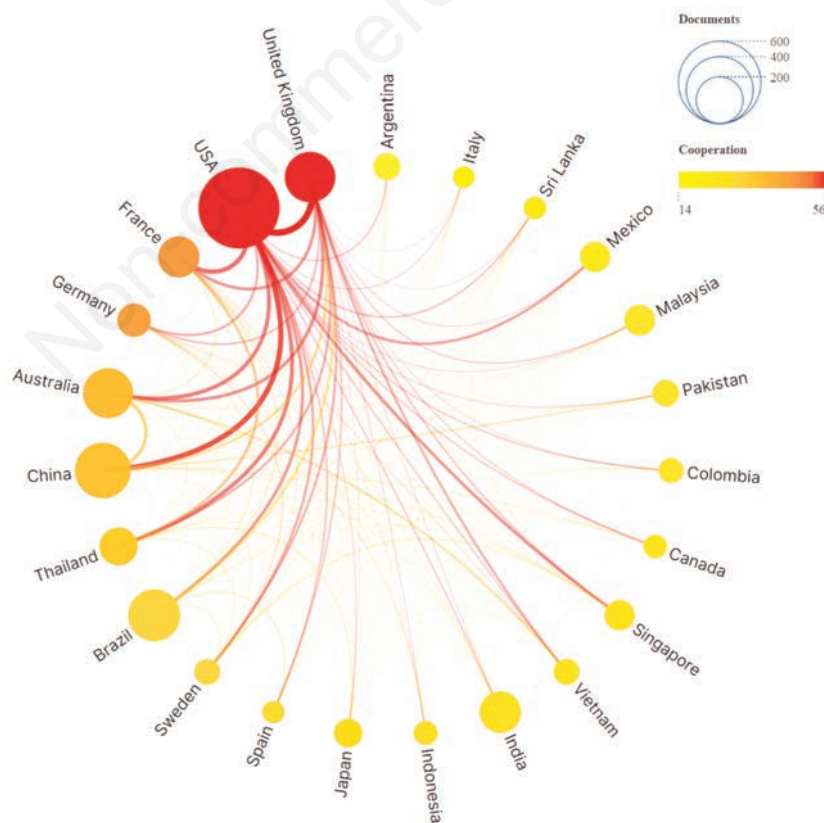 Documents
600
400
200
Cooperation
14
56
United Kingdom
Argentina
Italy
Sri Lanka
Mexico
Malaysia
Pakistan
Colombia
Canada
Singapore
Vietnam
India
Indonesia
Japan
Spain
Sweden
Brazil
Thailand
China
Australia
Germany
France
USA